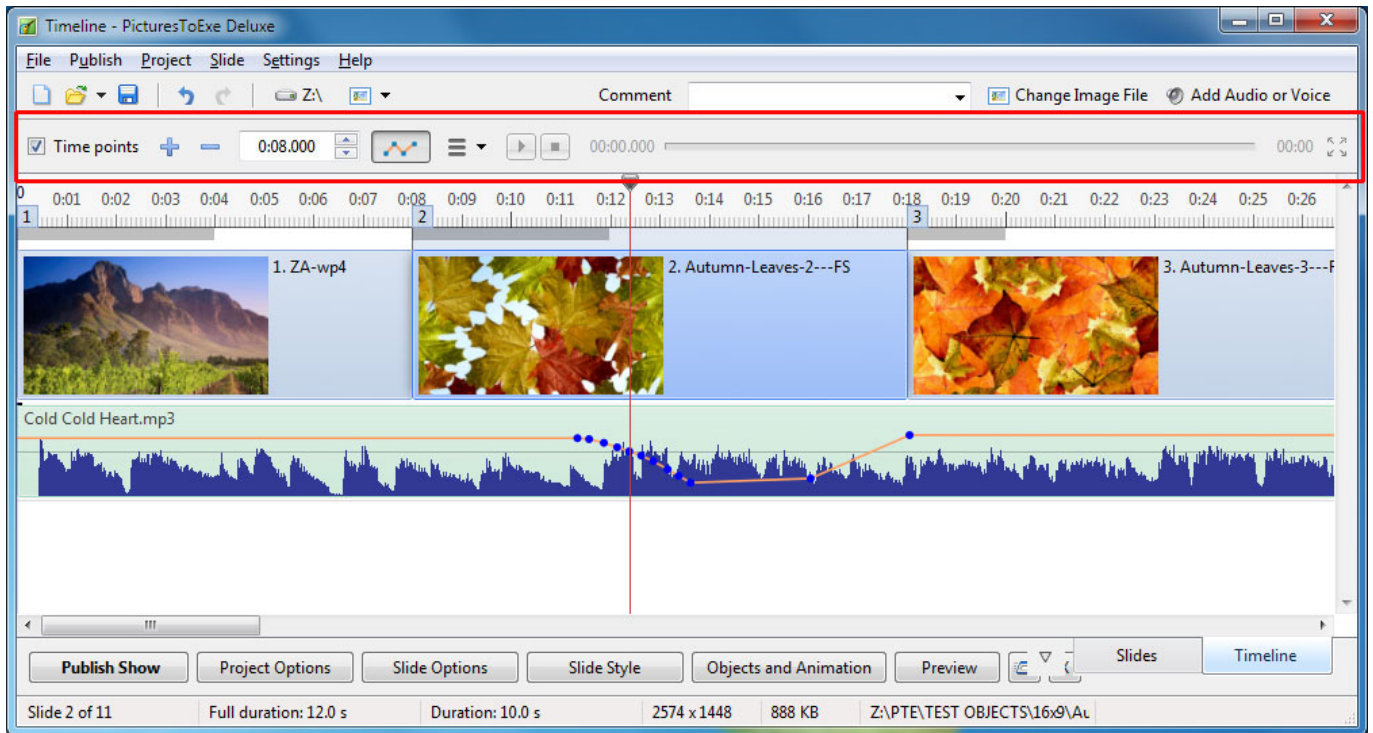 Timeline - PicturesToExe Deluxe
File Publish Project Slide Settings Help
Z:\ Comment Change Image File Add Audio or Voice
Time points 0:08.000 00:00.000 00:00
0 0:01 0:02 0:03 0:04 0:05 0:06 0:07 0:08 0:09 0:10 0:11 0:12 0:13 0:14 0:15 0:16 0:17 0:18 0:19 0:20 0:21 0:22 0:23 0:24 0:25 0:26
1 2 3
1. ZA-wp4 2. Autumn-Leaves-2---FS 3. Autumn-Leaves-3---F
Cold Cold Heart.mp3
Publish Show Project Options Slide Options Slide Style Objects and Animation Preview Slides Timeline
Slide 2 of 11 Full duration: 12.0 s Duration: 10.0 s 2574 x 1448 888 KB Z:\PTE\TEST OBJECTS\16x9\Au